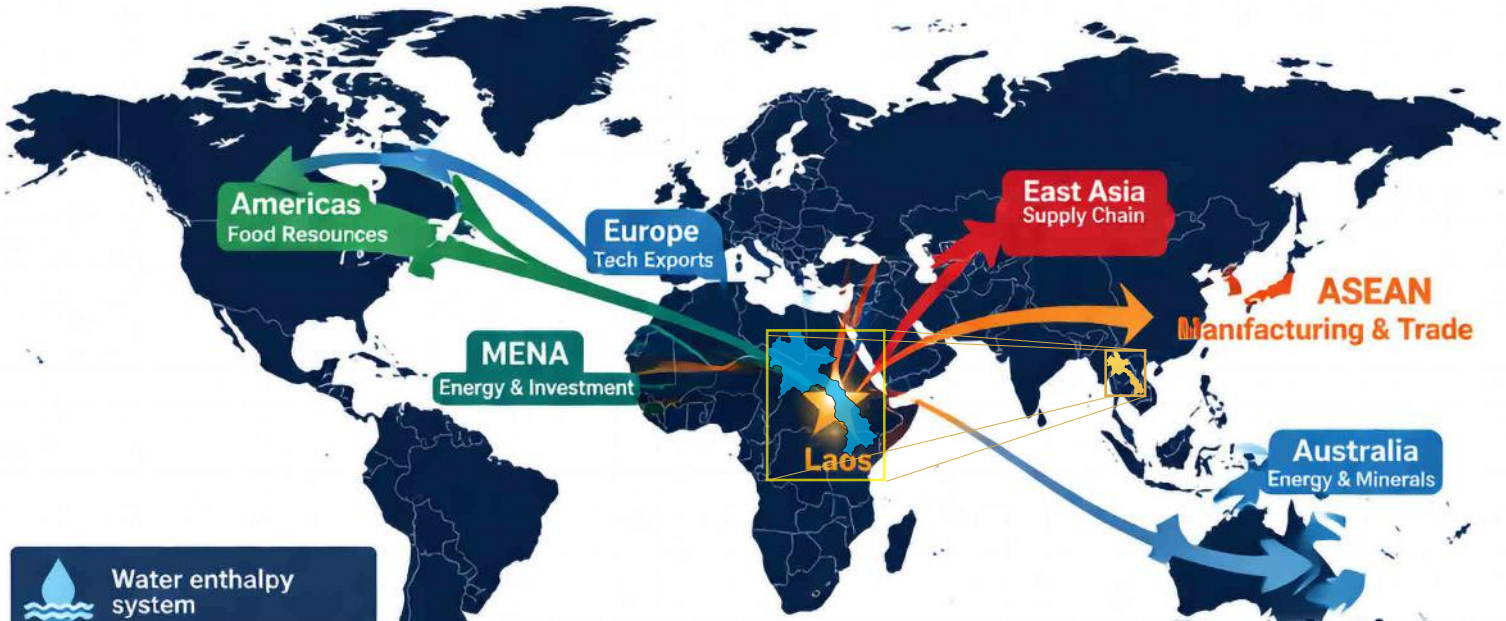 Americas
Food Resounces
Europe
Tech Exports
East Asia
Supply Chain
ASEAN
Manifacturing & Trade
MENA
Energy & Investment
Laos
Australia
Energy & Minerals
Water enthalpy
system